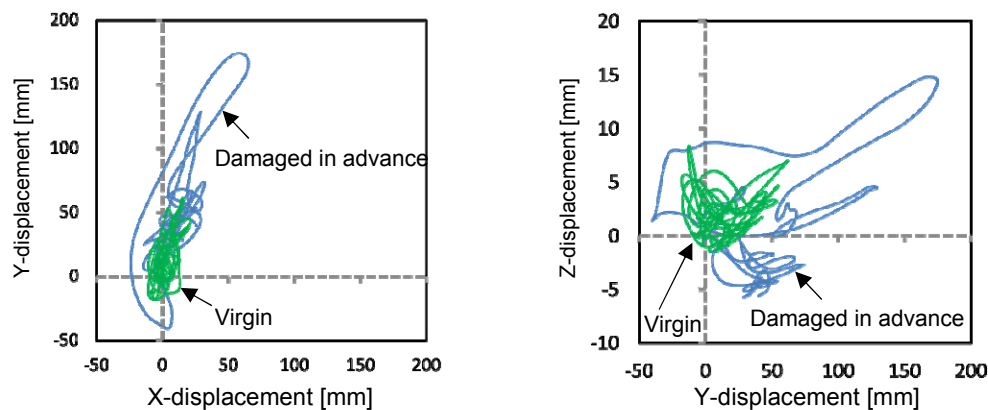 200
150
100
50
0
-50
-50 0 50 100 150 200
Y-displacement [mm]
X-displacement [mm]
Damaged in advance
Virgin
20
15
10
5
0
-5
-10
-50 0 50 100 150 200
Z-displacement [mm]
Y-displacement [mm]
Virgin
Damaged in advance